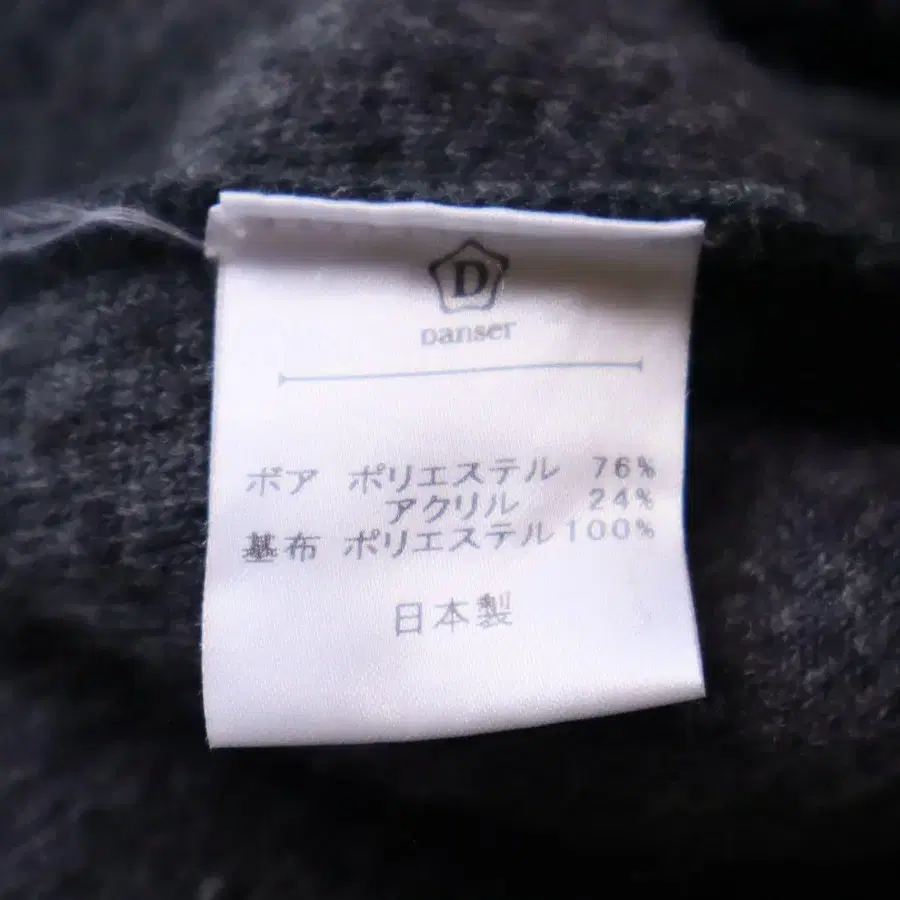 D
Danser
ボア ポリエステル 76%
アクリル 24%
基布 ポリエステル 100%
日本製